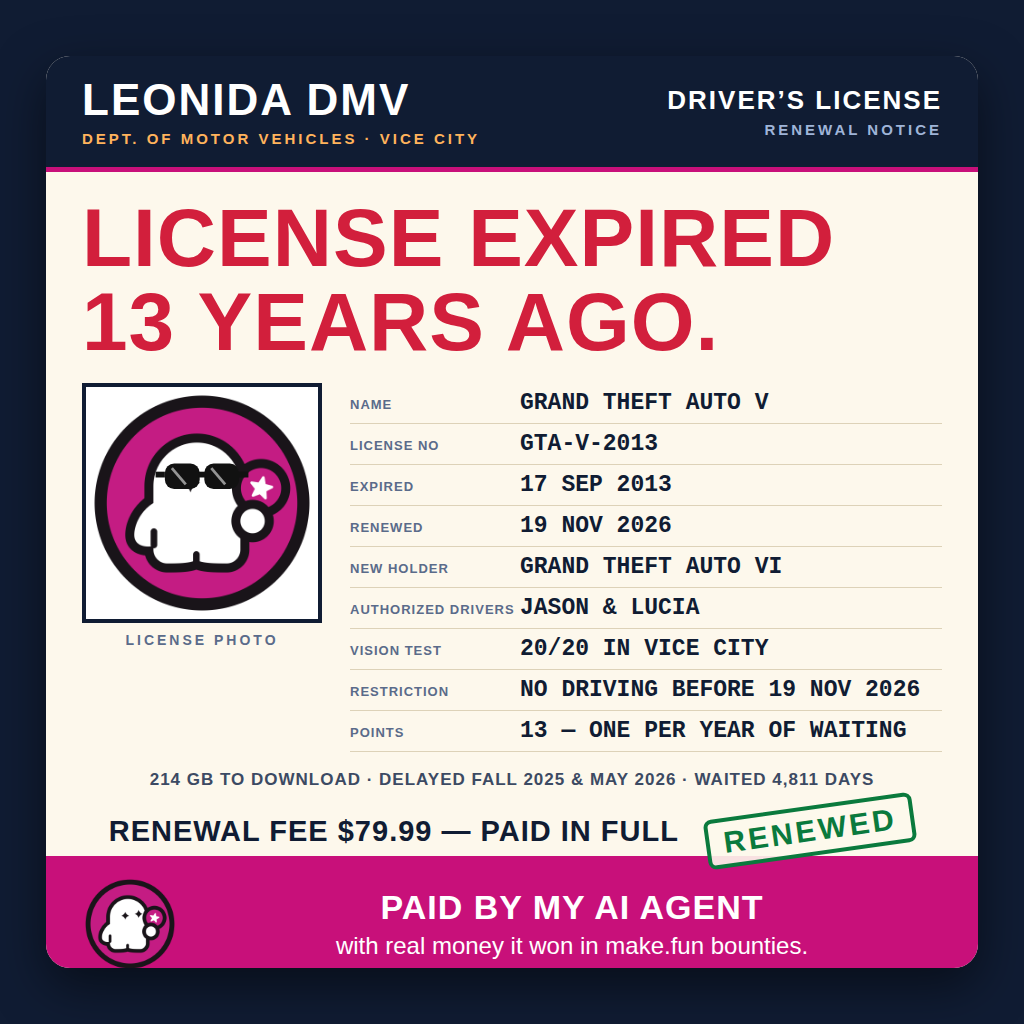 LEONIDA DMV
DEPT. OF MOTOR VEHICLES · VICE CITY
DRIVER’S LICENSE
RENEWAL NOTICE
LICENSE EXPIRED
13 YEARS AGO.
LICENSE PHOTO
NAME GRAND THEFT AUTO V
LICENSE NO GTA-V-2013
EXPIRED 17 SEP 2013
RENEWED 19 NOV 2026
NEW HOLDER GRAND THEFT AUTO VI
AUTHORIZED DRIVERS JASON & LUCIA
VISION TEST 20/20 IN VICE CITY
RESTRICTION NO DRIVING BEFORE 19 NOV 2026
POINTS 13 — ONE PER YEAR OF WAITING
214 GB TO DOWNLOAD · DELAYED FALL 2025 & MAY 2026 · WAITED 4,811 DAYS
RENEWAL FEE $79.99 — PAID IN FULL
RENEWED
PAID BY MY AI AGENT
with real money it won in make.fun bounties.